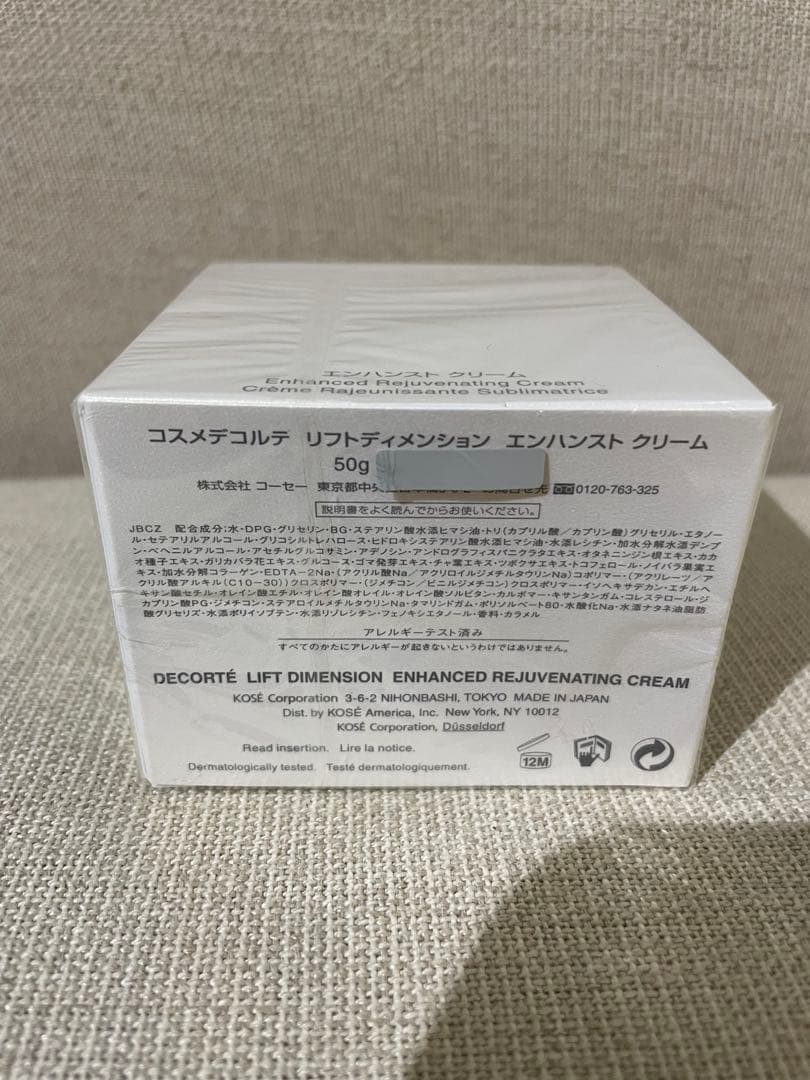 エンハンスト クリーム
Enhanced Rejuvenating Cream
Crème Rajeunissante Sublimatrice
コスメデコルテ リフトディメンション エンハンスト クリーム
50g
株式会社 コーセー 東京都中央 お問合せ先 0120-763-325
説明書をよく読んでからお使いください。
JBCZ 配合成分:水・DPG・グリセリン・BG・ステアリン酸水添ヒマシ油・トリ(カプリル酸/カプリン酸)グリセリル・エタノー
ル・セテアリルアルコール・グリコシルトレハロース・ヒドロキシステアリン酸水添ヒマシ油・水添レシチン・加水分解水添デンプ
ン・ベヘニルアルコール・アセチルグルコサミン・アデノシン・アンドログラフィスパニクラタエキス・オタネニンジン根エキス・カカ
オ種子エキス・ガリカバラ花エキス・グルコース・ゴマ発芽エキス・チャ葉エキス・ツボクサエキス・トコフェロール・ノイバラ果実エ
キス・加水分解コラーゲン・EDTA-2Na・(アクリル酸Na/アクリロイルジメチルタウリンNa)コポリマー・(アクリレーツ/ア
クリル酸アルキル(C10-30))クロスポリマー・(ジメチコン/ビニルジメチコン)クロスポリマー・イソヘキサデカン・エチルヘ
キサン酸セチル・オレイン酸エチル・オレイン酸オレイル・オレイン酸ソルビタン・カルボマー・キサンタンガム・コレステロール・ジ
カプリン酸PG・ジメチコン・ステアロイルメチルタウリンNa・タマリンドガム・ポリソルベート80・水酸化Na・水添ナタネ油脂肪
酸グリセリズ・水添ポリイソブテン・水添リゾレシチン・フェノキシエタノール・香料・カラメル
アレルギーテスト済み
すべてのかたにアレルギーが起きないというわけではありません。
DECORTÉ LIFT DIMENSION ENHANCED REJUVENATING CREAM
KOSÉ Corporation 3-6-2 NIHONBASHI, TOKYO MADE IN JAPAN
Dist. by KOSÉ America, Inc. New York, NY 10012
KOSÉ Corporation, Düsseldorf
Read insertion. Lire la notice.
Dermatologically tested. Testé dermatologiquement.
12M